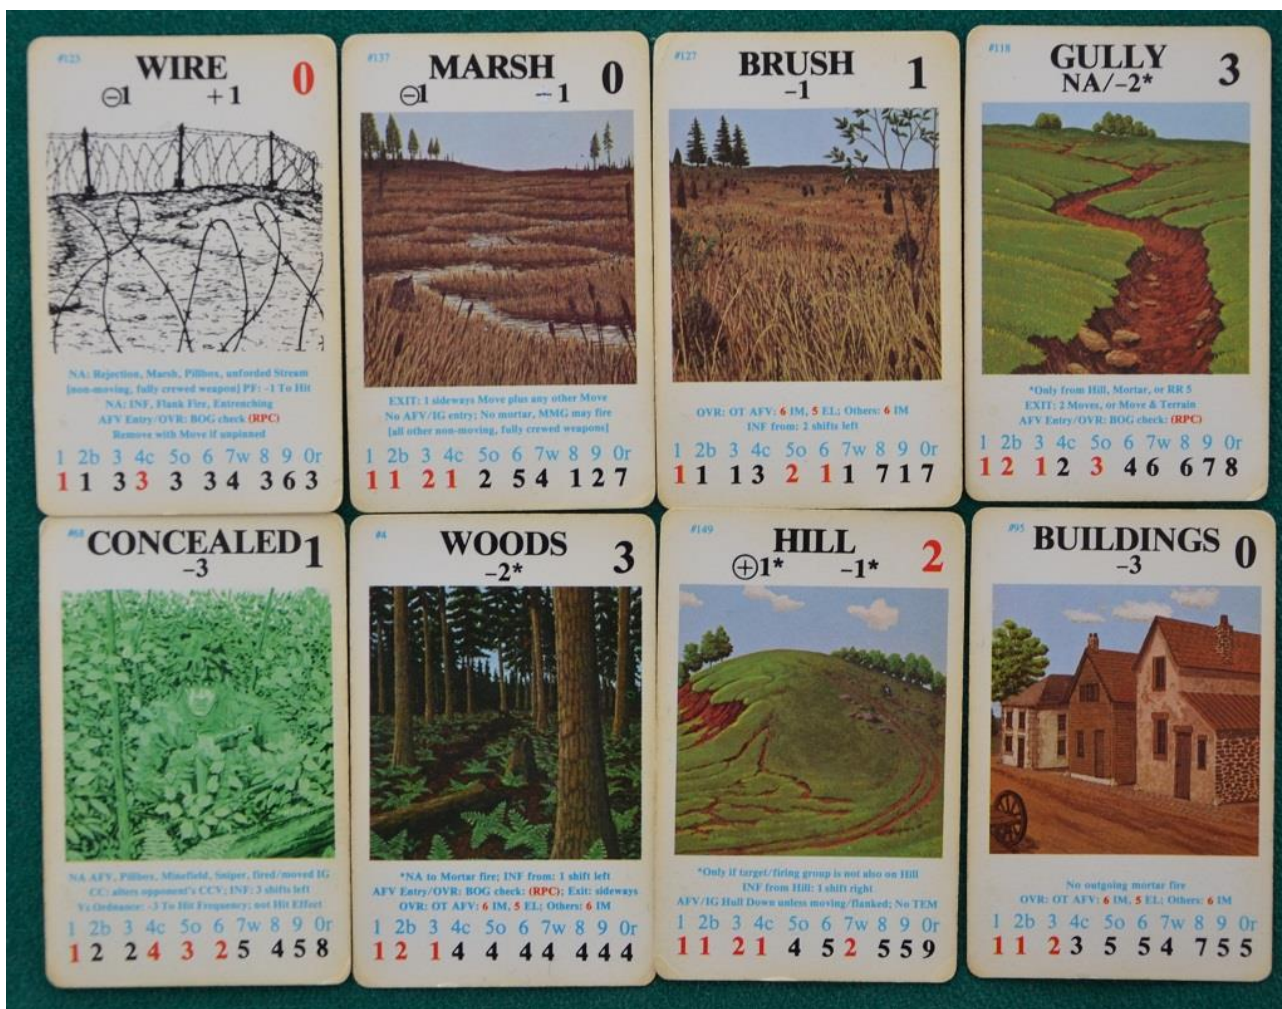 #123
WIRE 0
⊖1 +1
NA: Rejection, Marsh, Pillbox, unforded Stream
[non-moving, fully crewed weapon] PF: -1 To Hit
NA: INF, Flank Fire, Entrenching
AFV Entry/OVR: BOG check (RPC)
Remove with Move if unpinned
1 2b 3 4c 5o 6 7w 8 9 0r
1 1 3 3 3 3 4 3 6 3
#137
MARSH 0
⊖1 -1
EXIT: 1 sideways Move plus any other Move
No AFV/IG entry; No mortar, MMG may fire
[all other non-moving, fully crewed weapons]
1 2b 3 4c 5o 6 7w 8 9 0r
1 1 2 1 2 5 4 1 2 7
#127
BRUSH 1
-1
OVR: OT AFV: 6 IM, 5 EL; Others: 6 IM
INF from: 2 shifts left
1 2b 3 4c 5o 6 7w 8 9 0r
1 1 1 3 2 1 1 7 1 7
#118
GULLY 3
NA/-2*
*Only from Hill, Mortar, or RR 5
EXIT: 2 Moves, or Move & Terrain
AFV Entry/OVR: BOG check: (RPC)
1 2b 3 4c 5o 6 7w 8 9 0r
1 2 1 2 3 4 6 6 7 8
#68
CONCEALED 1
-3
NA AFV, Pillbox, Minefield, Sniper, fired/moved IG
CC: alters opponent's CCV; INF: 3 shifts left
Vs Ordnance: -3 To Hit Frequency; not Hit Effect
1 2b 3 4c 5o 6 7w 8 9 0r
1 2 2 4 3 2 5 4 5 8
#4
WOODS 3
-2*
*NA to Mortar fire; INF from: 1 shift left
AFV Entry/OVR: BOG check: (RPC); Exit: sideways
OVR: OT AFV: 6 IM, 5 EL; Others: 6 IM
1 2b 3 4c 5o 6 7w 8 9 0r
1 2 1 4 4 4 4 4 4 4
#149
HILL 2
⊕1* -1*
*Only if target/firing group is not also on Hill
INF from Hill: 1 shift right
AFV/IG Hull Down unless moving/flanked; No TEM
1 2b 3 4c 5o 6 7w 8 9 0r
1 1 2 1 4 5 2 5 5 9
#95
BUILDINGS 0
-3
No outgoing mortar fire
OVR: OT AFV: 6 IM, 5 EL; Others: 6 IM
1 2b 3 4c 5o 6 7w 8 9 0r
1 1 2 3 5 5 4 7 5 5